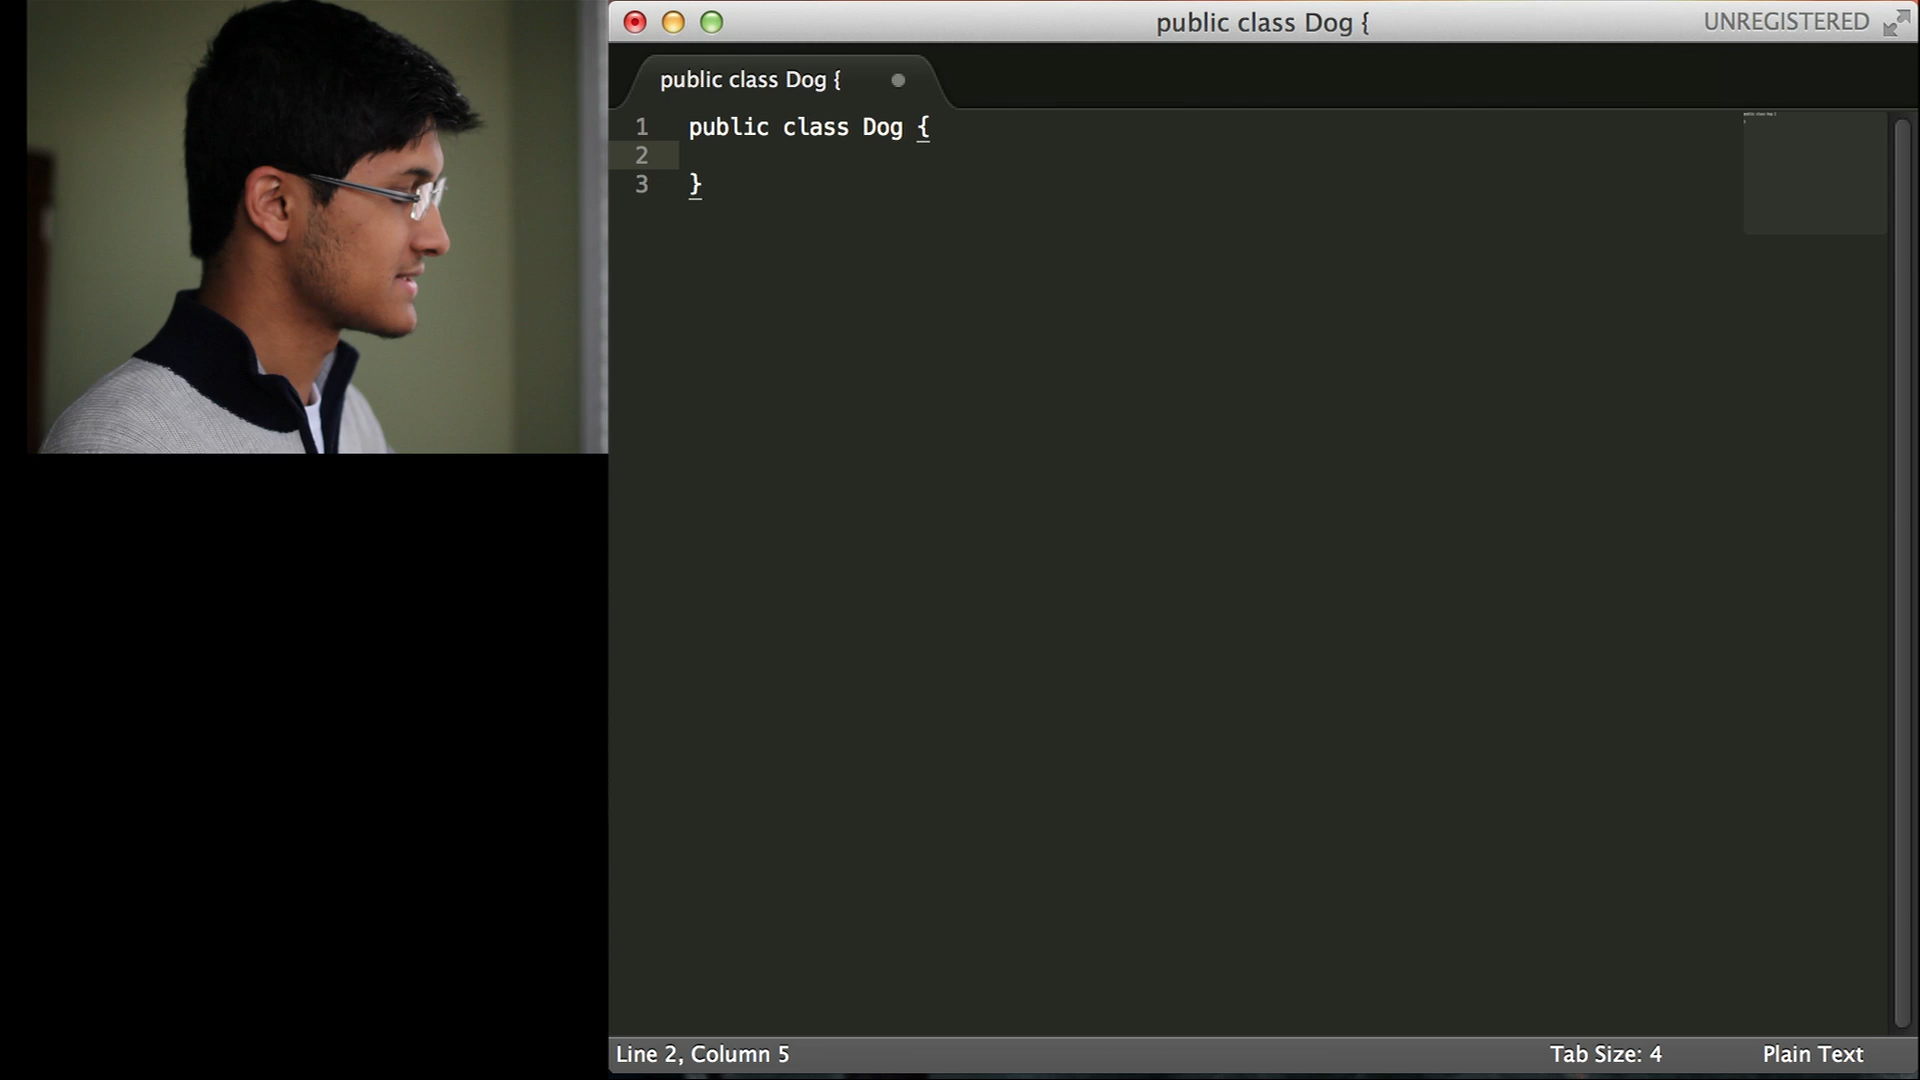 public class Dog {
UNREGISTERED
public class Dog {
1 public class Dog {
2
3 }
Line 2, Column 5
Tab Size: 4
Plain Text